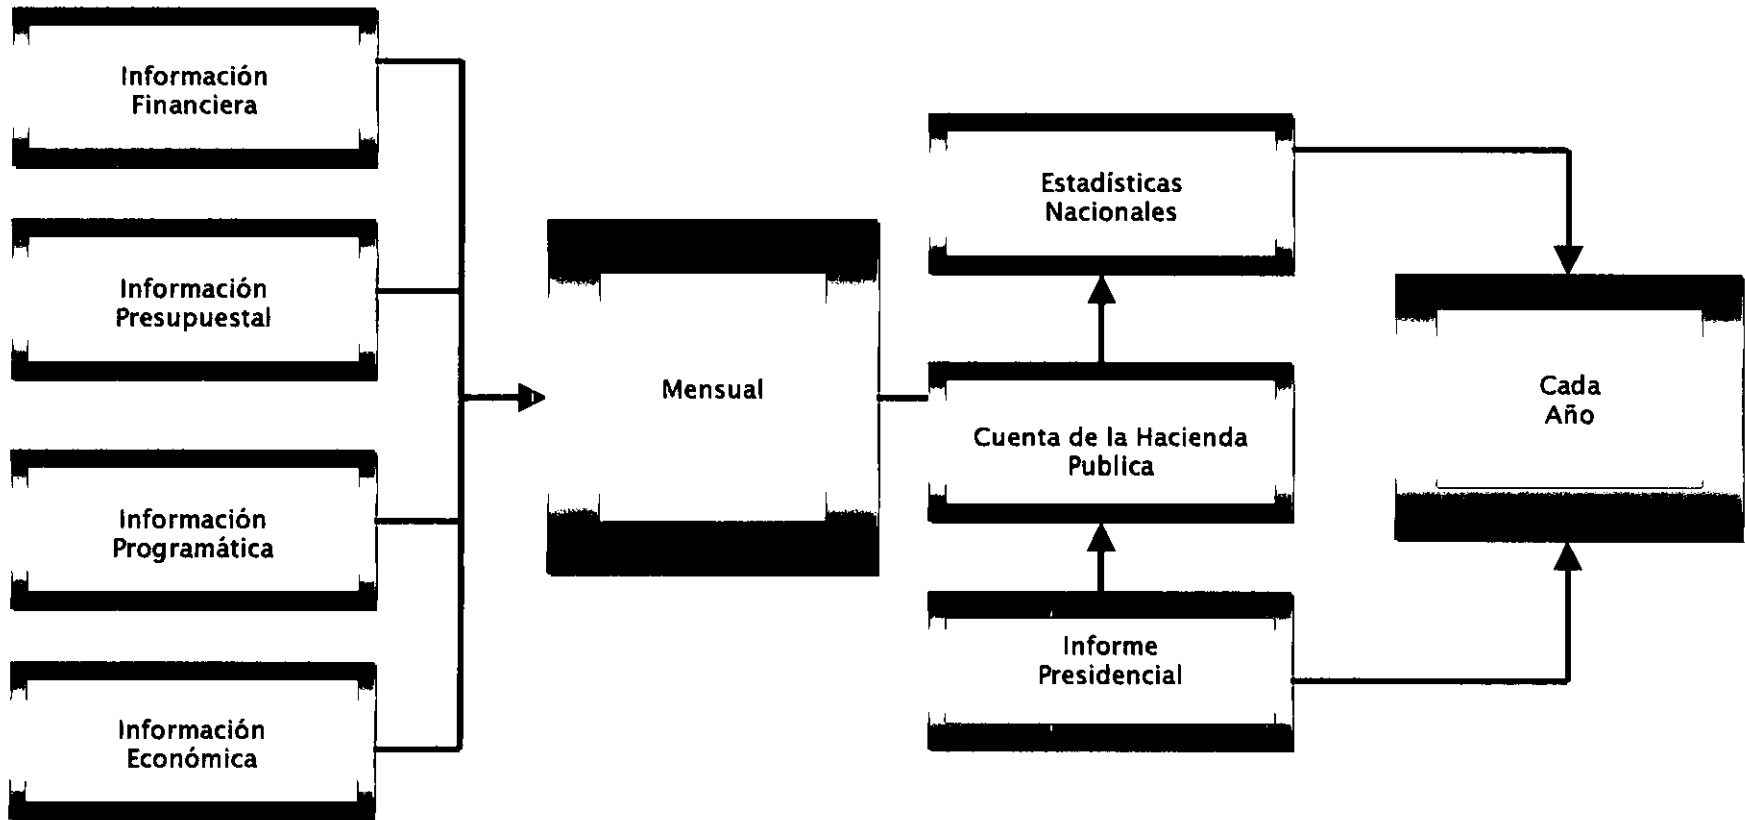 Información
Financiera
Información
Presupuestal
Información
Programática
Información
Económica
Mensual
Estadísticas
Nacionales
Cuenta de la Hacienda
Publica
Informe
Presidencial
Cada
Año